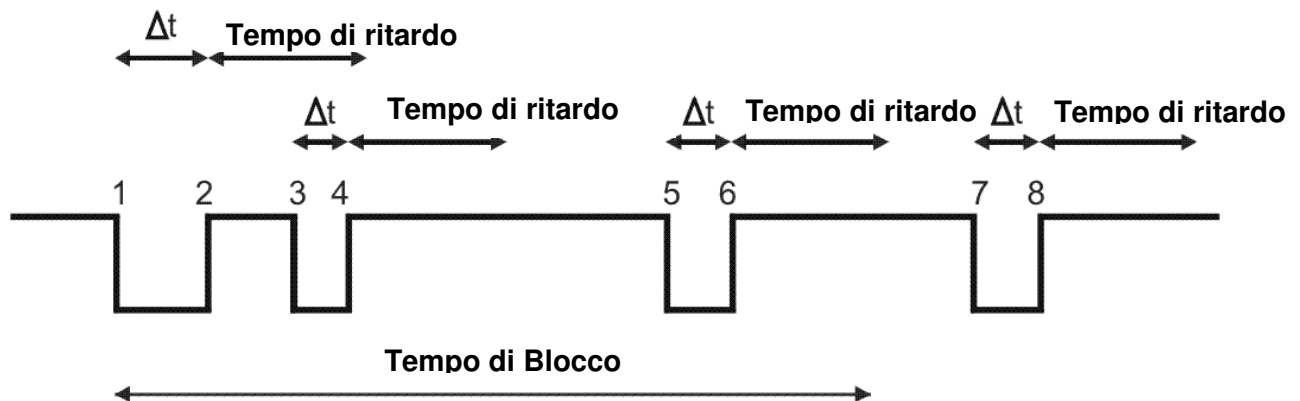 Δt Tempo di ritardo
Δt Tempo di ritardo Δt Tempo di ritardo Δt Tempo di ritardo
1 2 3 4 5 6 7 8
Tempo di Blocco